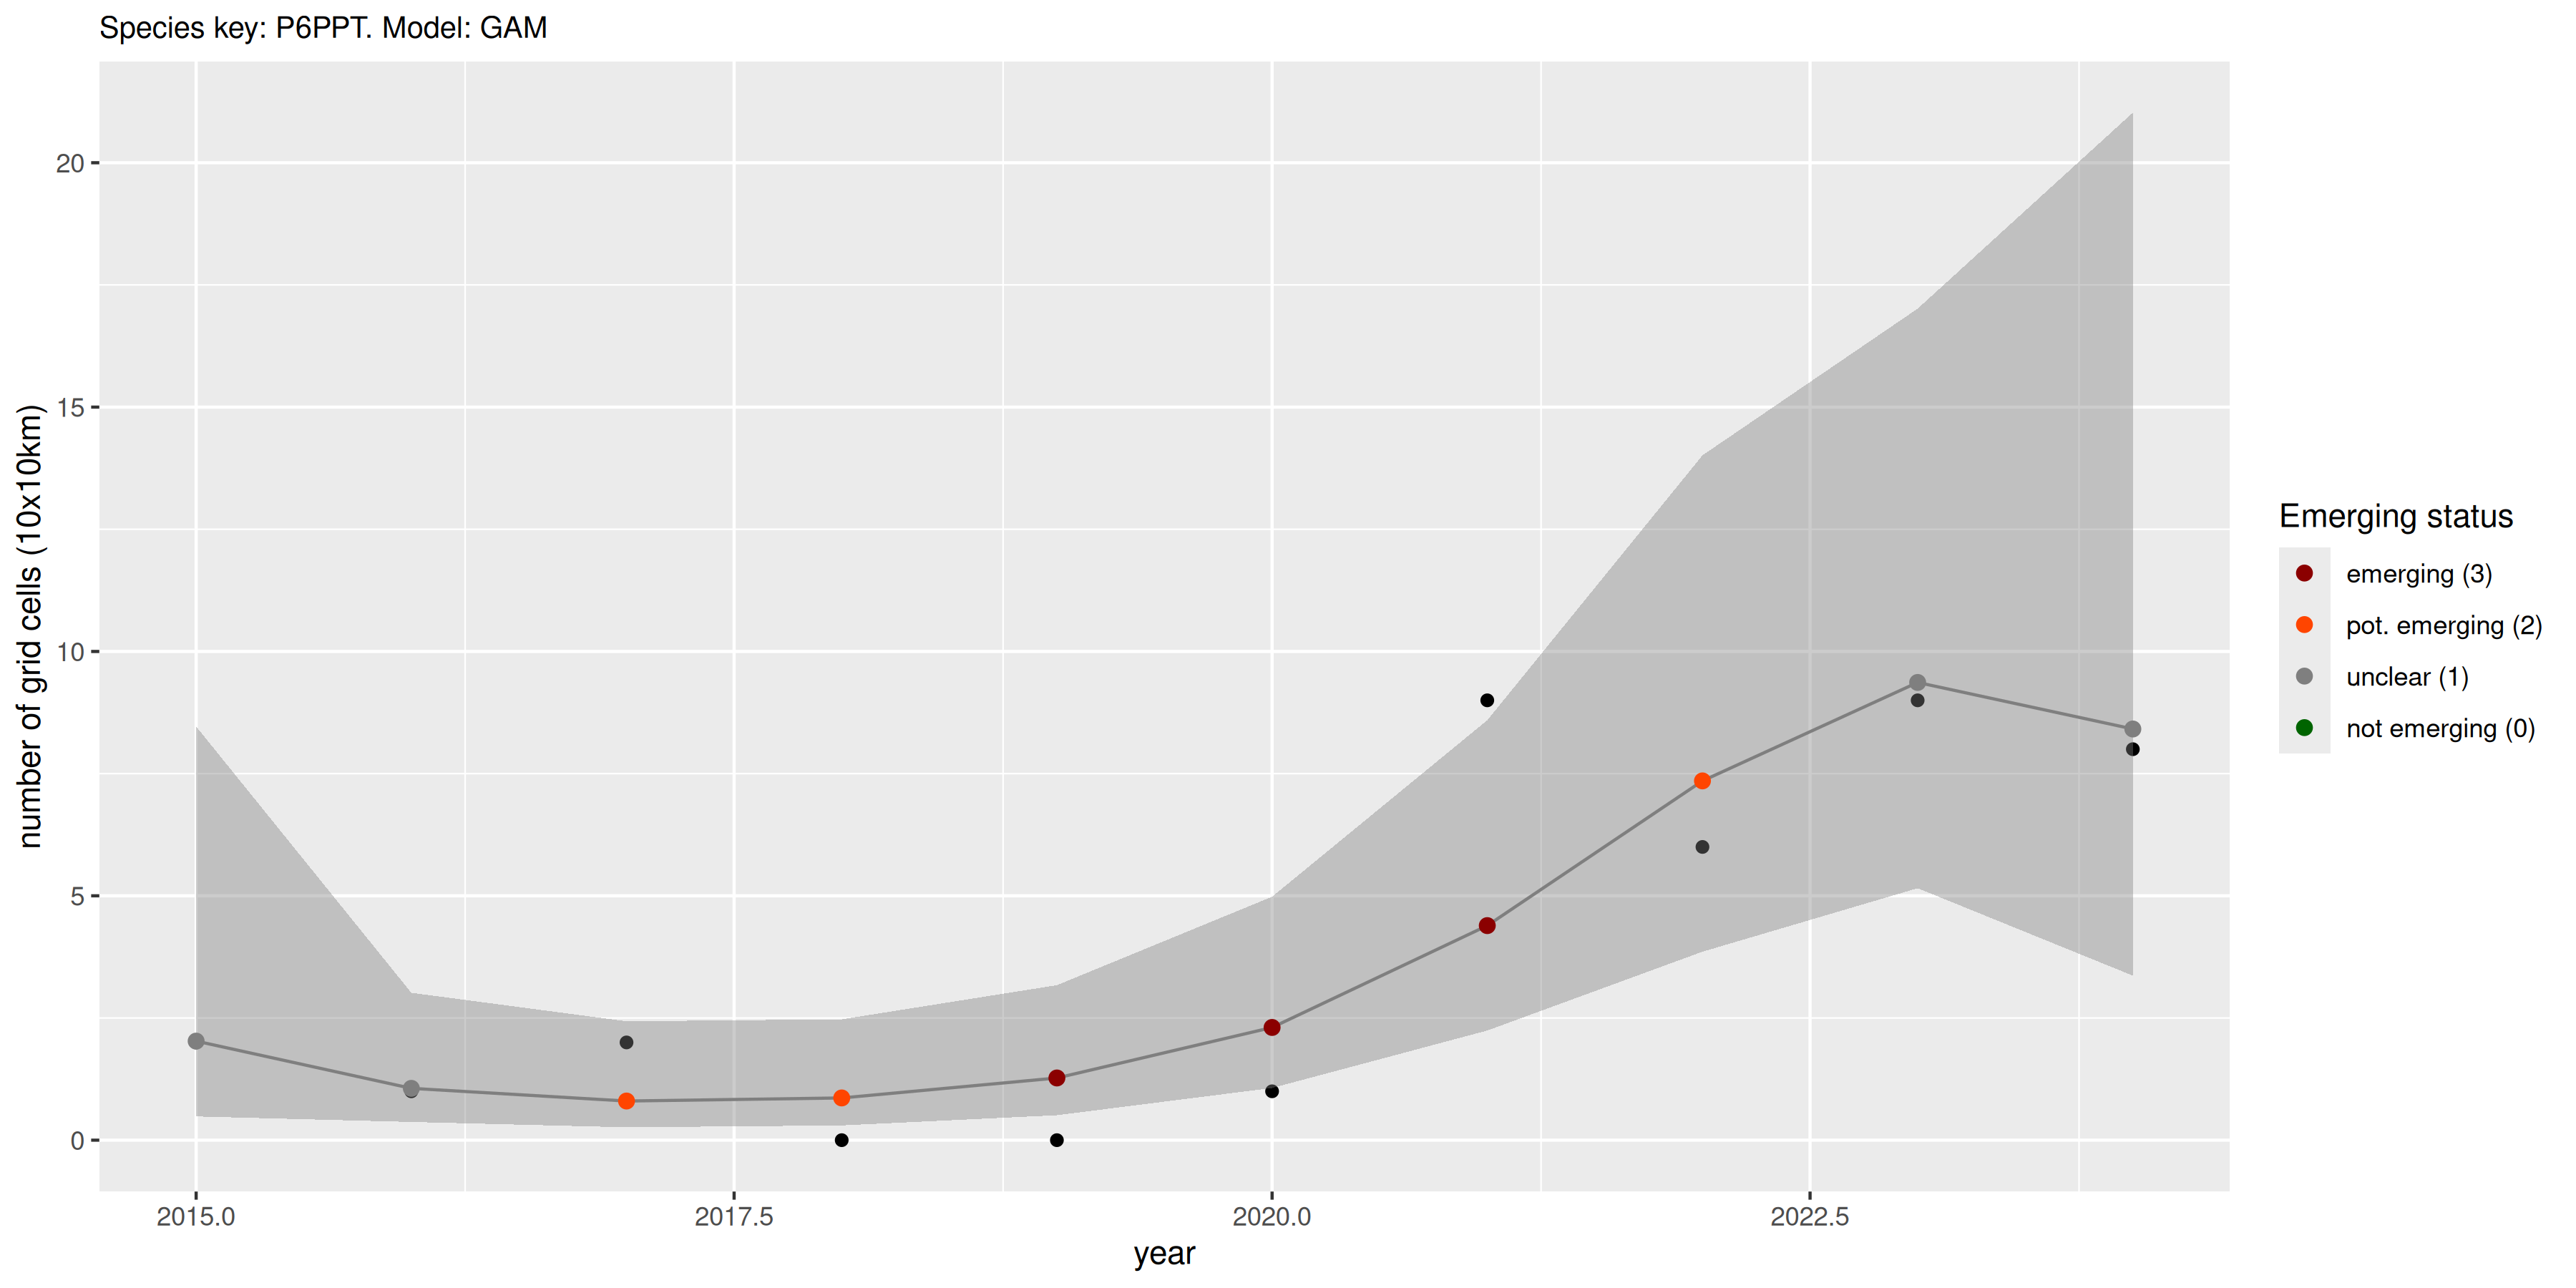 Species key: P6PPT. Model: GAM
20
15
10
5
0
number of grid cells (10x10km)
2015.0
2017.5
2020.0
2022.5
year
Emerging status
emerging (3)
pot. emerging (2)
unclear (1)
not emerging (0)